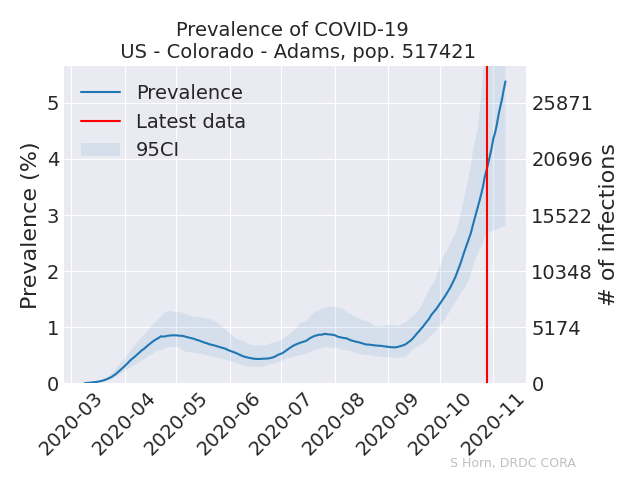 Prevalence of COVID-19
US - Colorado - Adams, pop. 517421
Prevalence
Latest data
95CI
Prevalence (%)
5
4
3
2
1
0
25871
20696
15522
10348
5174
0
# of infections
2020-03
2020-04
2020-05
2020-06
2020-07
2020-08
2020-09
2020-10
2020-11
S Horn, DRDC CORA